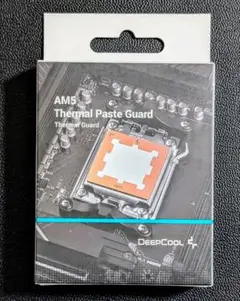 AM5
Thermal Paste Guard
Thermal Guard
DEEPCOOL